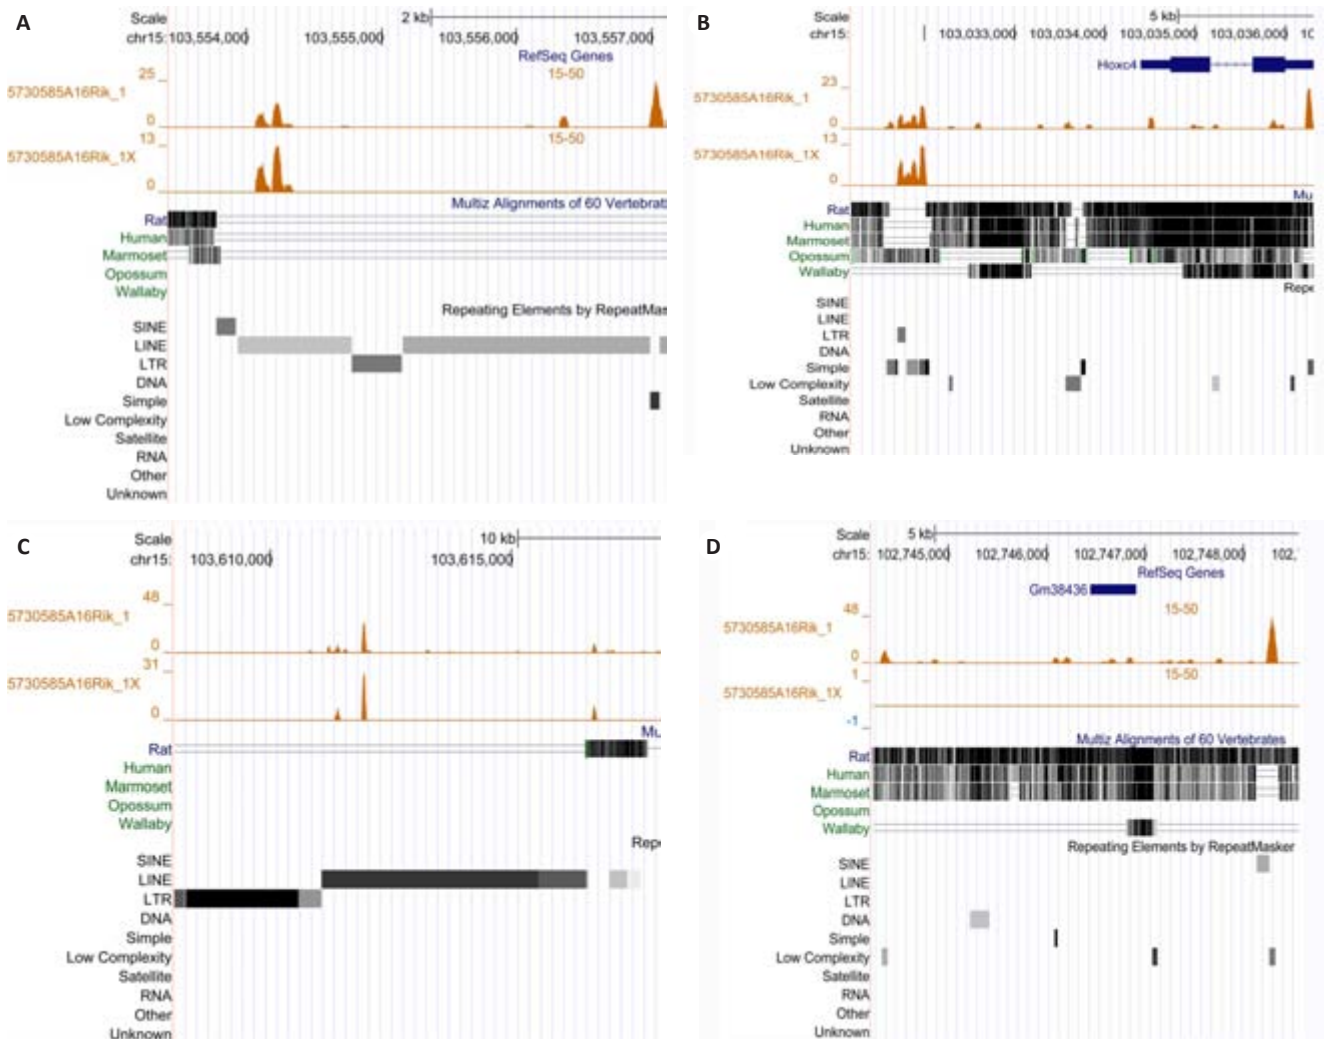 A
Scale 2 kb
chr15: 103,554,000 103,555,000 103,556,000 103,557,000
RefSeq Genes
25 15-50
5730585A16Rik_1
0
13 15-50
5730585A16Rik_1X
0
Multiz Alignments of 60 Vertebrat
Rat
Human
Marmoset
Opossum
Wallaby
Repeating Elements by RepeatMas
SINE
LINE
LTR
DNA
Simple
Low Complexity
Satellite
RNA
Other
Unknown
B
Scale 5 kb
chr15: 103,033,000 103,034,000 103,035,000 103,036,000 10
Hoxc4
23
5730585A16Rik_1
0
13
5730585A16Rik_1X
0
Mu
Rat
Human
Marmoset
Opossum
Wallaby
Repe
SINE
LINE
LTR
DNA
Simple
Low Complexity
Satellite
RNA
Other
Unknown
C
Scale 10 kb
chr15: 103,610,000 103,615,000
48
5730585A16Rik_1
0
31
5730585A16Rik_1X
0
Mu
Rat
Human
Marmoset
Opossum
Wallaby
Repe
SINE
LINE
LTR
DNA
Simple
Low Complexity
Satellite
RNA
Other
Unknown
D
Scale 5 kb
chr15: 102,745,000 102,746,000 102,747,000 102,748,000 102,
RefSeq Genes
Gm38436
48 15-50
5730585A16Rik_1
0
1 15-50
5730585A16Rik_1X
-1
Multiz Alignments of 60 Vertebrates
Rat
Human
Marmoset
Opossum
Wallaby
Repeating Elements by RepeatMasker
SINE
LINE
LTR
DNA
Simple
Low Complexity
Satellite
RNA
Other
Unknown